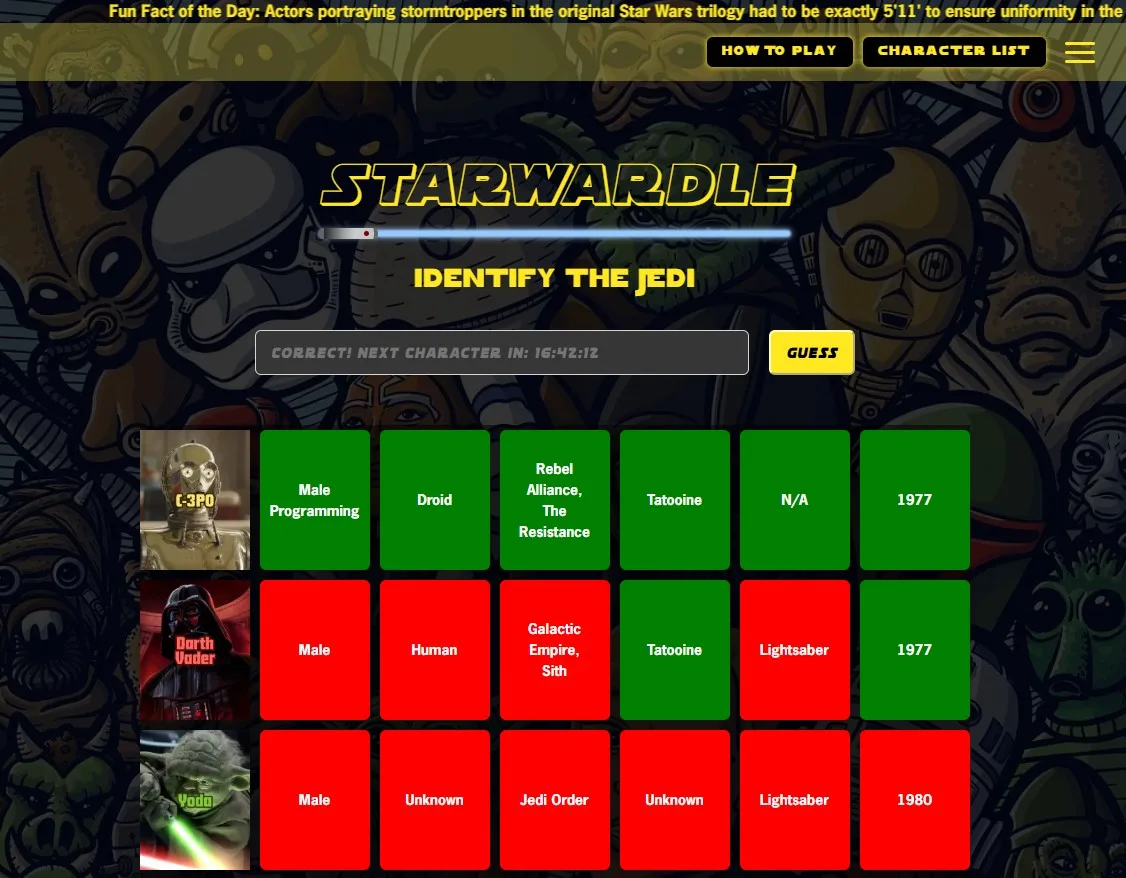 Fun Fact of the Day: Actors portraying stormtroppers in the original Star Wars trilogy had to be exactly 5'11' to ensure uniformity in the
HOW TO PLAY
CHARACTER LIST
STARWARDLE
IDENTIFY THE JEDI
CORRECT! NEXT CHARACTER IN: 16:42:12
GUESS
C-3PO
Male
Programming
Droid
Rebel
Alliance,
The
Resistance
Tatooine
N/A
1977
Darth
Vader
Male
Human
Galactic
Empire,
Sith
Tatooine
Lightsaber
1977
Yoda
Male
Unknown
Jedi Order
Unknown
Lightsaber
1980